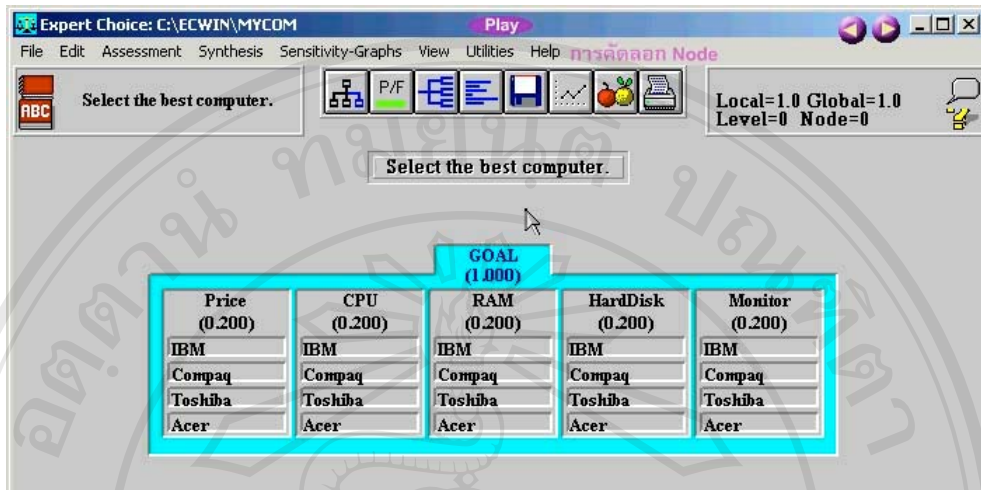 Expert Choice: C:\ECWIN\MYCOM
Play
File Edit Assessment Synthesis Sensitivity-Graphs View Utilities Help
การคัดลอก Node
ABC
Select the best computer.
P/F
Local=1.0 Global=1.0
Level=0 Node=0
Select the best computer.
GOAL
(1.000)
Price CPU RAM HardDisk Monitor
(0.200) (0.200) (0.200) (0.200) (0.200)
IBM IBM IBM IBM IBM
Compaq Compaq Compaq Compaq Compaq
Toshiba Toshiba Toshiba Toshiba Toshiba
Acer Acer Acer Acer Acer